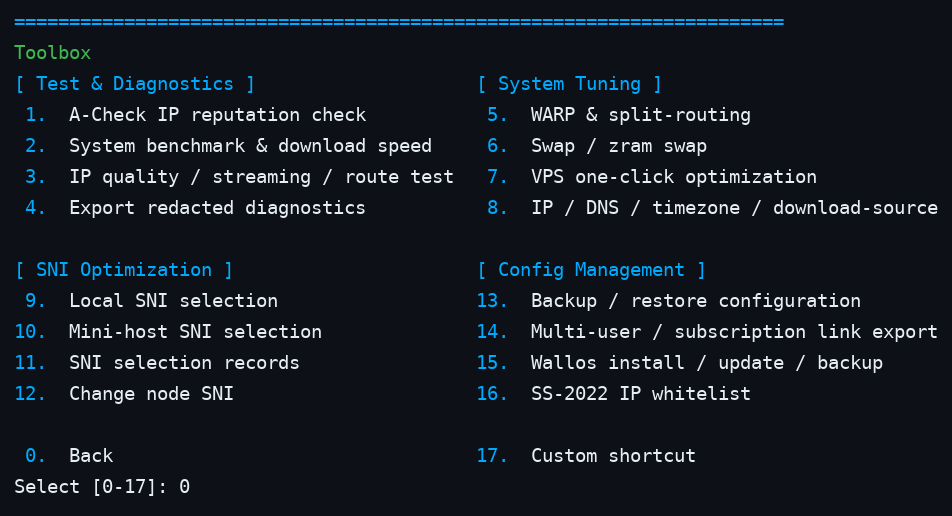 ======================================================================
Toolbox
[ Test & Diagnostics ]                    [ System Tuning ]
 1.  A-Check IP reputation check           5.  WARP & split-routing
 2.  System benchmark & download speed     6.  Swap / zram swap
 3.  IP quality / streaming / route test   7.  VPS one-click optimization
 4.  Export redacted diagnostics           8.  IP / DNS / timezone / download-source

[ SNI Optimization ]                      [ Config Management ]
 9.  Local SNI selection                  13.  Backup / restore configuration
10.  Mini-host SNI selection              14.  Multi-user / subscription link export
11.  SNI selection records                15.  Wallos install / update / backup
12.  Change node SNI                      16.  SS-2022 IP whitelist

 0.  Back                                 17.  Custom shortcut
Select [0-17]: 0